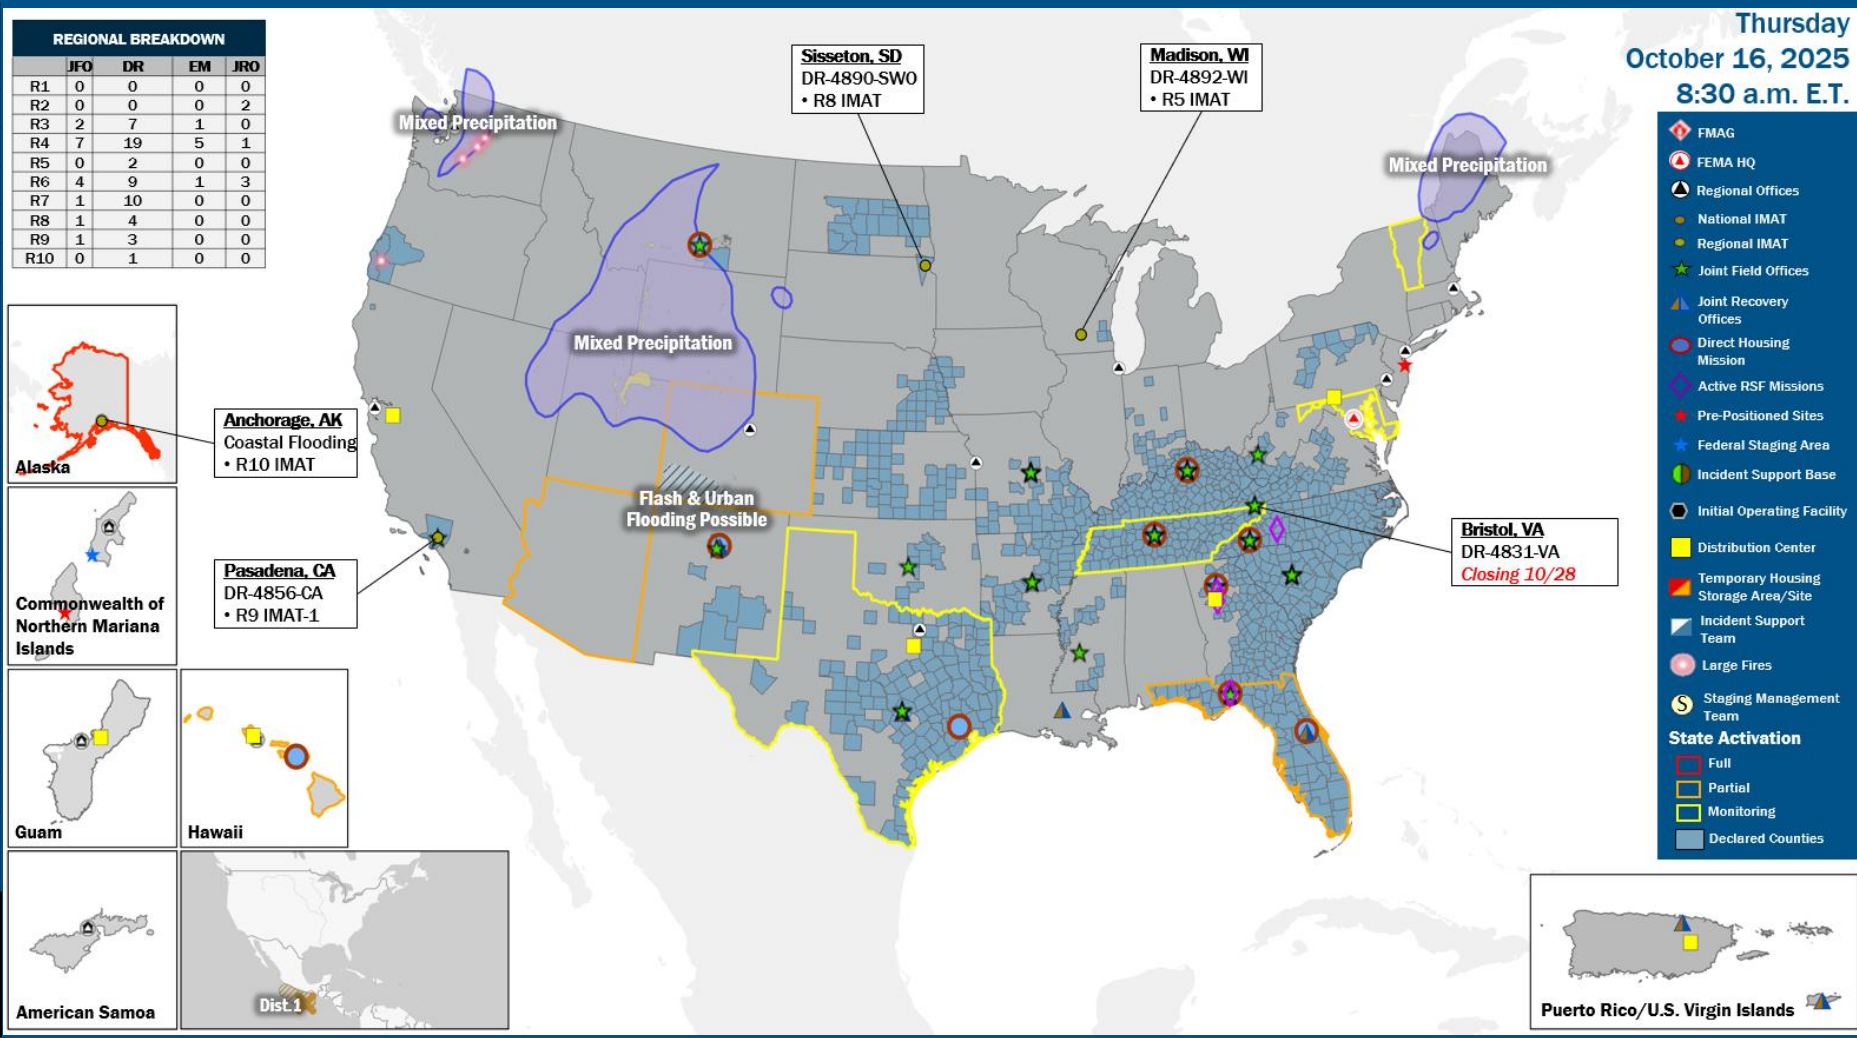 Thursday
October 16, 2025
8:30 a.m. E.T.
REGIONAL BREAKDOWN
JFO DR EM JRO
R1 0 0 0 0
R2 0 0 0 2
R3 2 7 1 0
R4 7 19 5 1
R5 0 2 0 0
R6 4 9 1 3
R7 1 10 0 0
R8 1 4 0 0
R9 1 3 0 0
R10 0 1 0 0
Sisseton, SD
DR-4890-SWO
• R8 IMAT
Madison, WI
DR-4892-WI
• R5 IMAT
Mixed Precipitation
Mixed Precipitation
Mixed Precipitation
Flash & Urban
Flooding Possible
Anchorage, AK
Coastal Flooding
• R10 IMAT
Pasadena, CA
DR-4856-CA
• R9 IMAT-1
Bristol, VA
DR-4831-VA
Closing 10/28
Alaska
Commonwealth of
Northern Mariana
Islands
Guam
Hawaii
American Samoa
Dist.1
Puerto Rico/U.S. Virgin Islands
FMAG
FEMA HQ
Regional Offices
National IMAT
Regional IMAT
Joint Field Offices
Joint Recovery
Offices
Direct Housing
Mission
Active RSF Missions
Pre-Positioned Sites
Federal Staging Area
Incident Support Base
Initial Operating Facility
Distribution Center
Temporary Housing
Storage Area/Site
Incident Support
Team
Large Fires
S
Staging Management
Team
State Activation
Full
Partial
Monitoring
Declared Counties